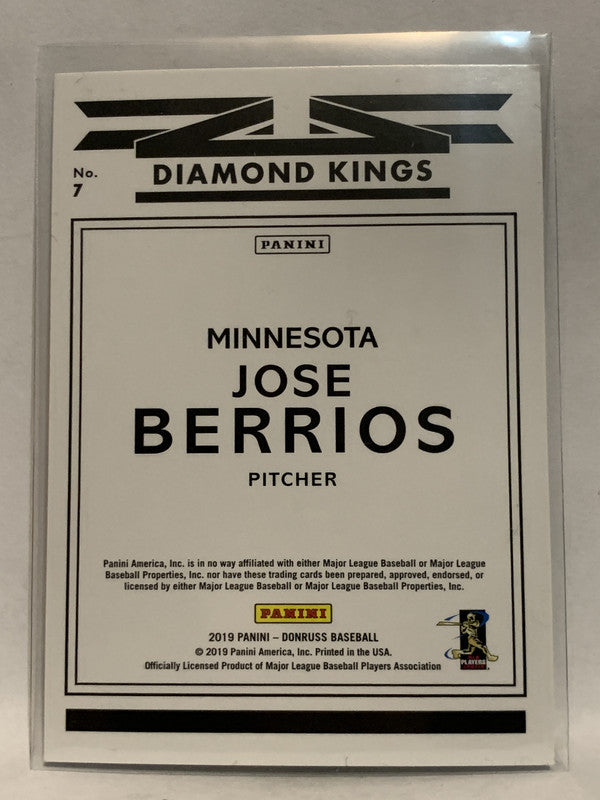 DIAMOND KINGS
No.
7
PANINI
MINNESOTA
JOSE
BERRIOS
PITCHER
Panini America, Inc. is in no way affiliated with either Major League Baseball or Major League
Baseball Properties, Inc. nor have these trading cards been prepared, approved, endorsed, or
licensed by either Major League Baseball or Major League Baseball Properties, Inc.
PANINI
2019 PANINI – DONRUSS BASEBALL
© 2019 Panini America, Inc. Printed in the USA.
Officially Licensed Product of Major League Baseball Players Association
PLAYERS